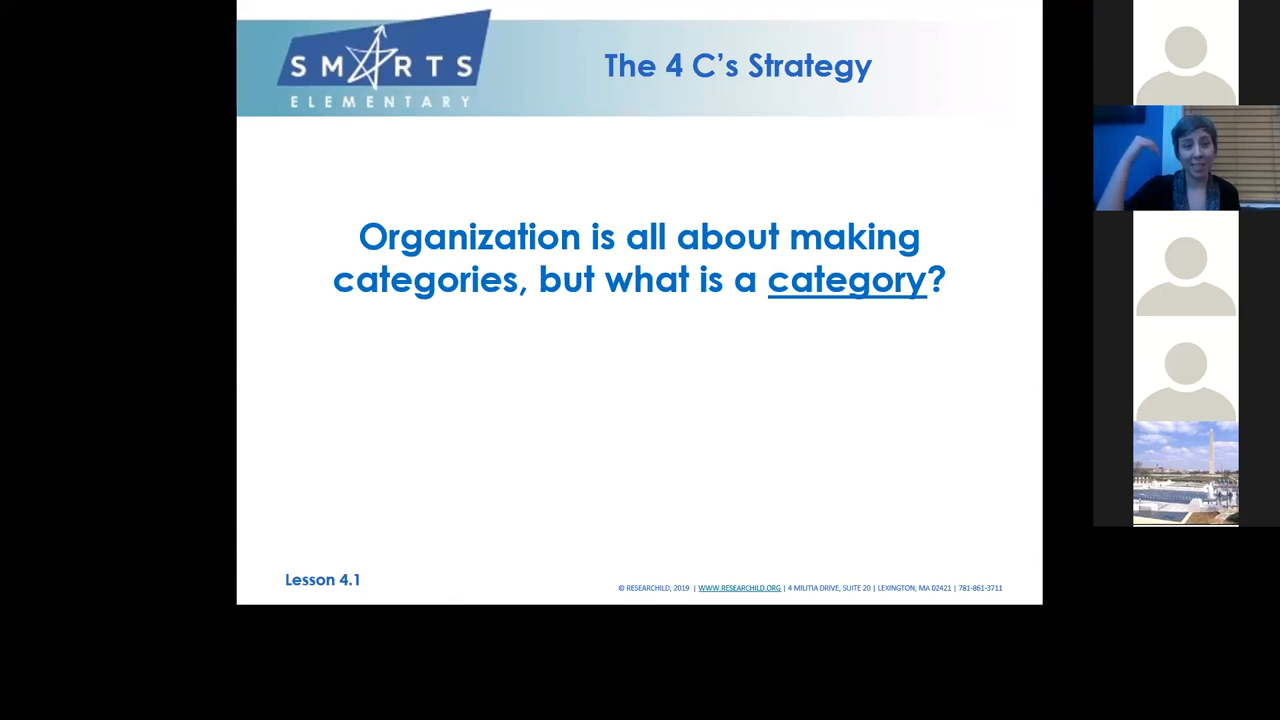 SMARTS
ELEMENTARY
The 4 C's Strategy
Organization is all about making
categories, but what is a category?
Lesson 4.1
© RESEARCHILD, 2019 | WWW.RESEARCHILD.ORG | 4 MILITIA DRIVE, SUITE 20 | LEXINGTON, MA 02421 | 781-861-3711